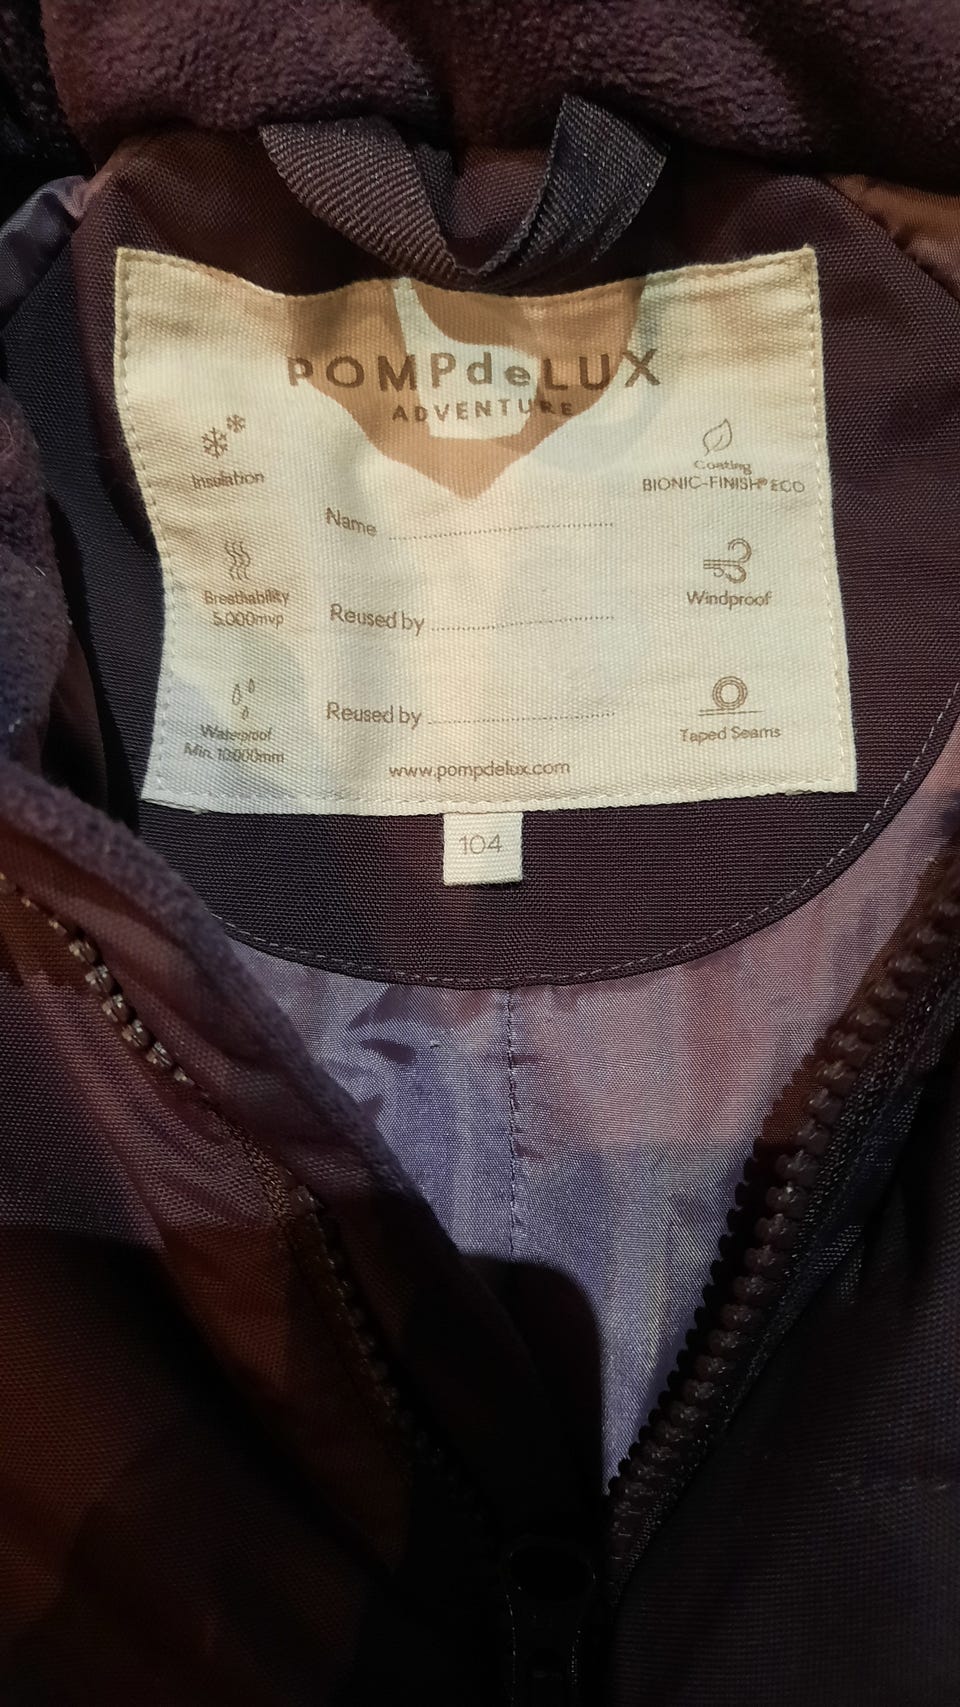 POMPdeLUX
ADVENTURE
Insulation
Coating
BIONIC-FINISH® ECO
Name
Breathability
5.000mvp
Windproof
Reused by
Reused by
Waterproof
Min. 10.000mm
Taped Seams
www.pompdelux.com
104